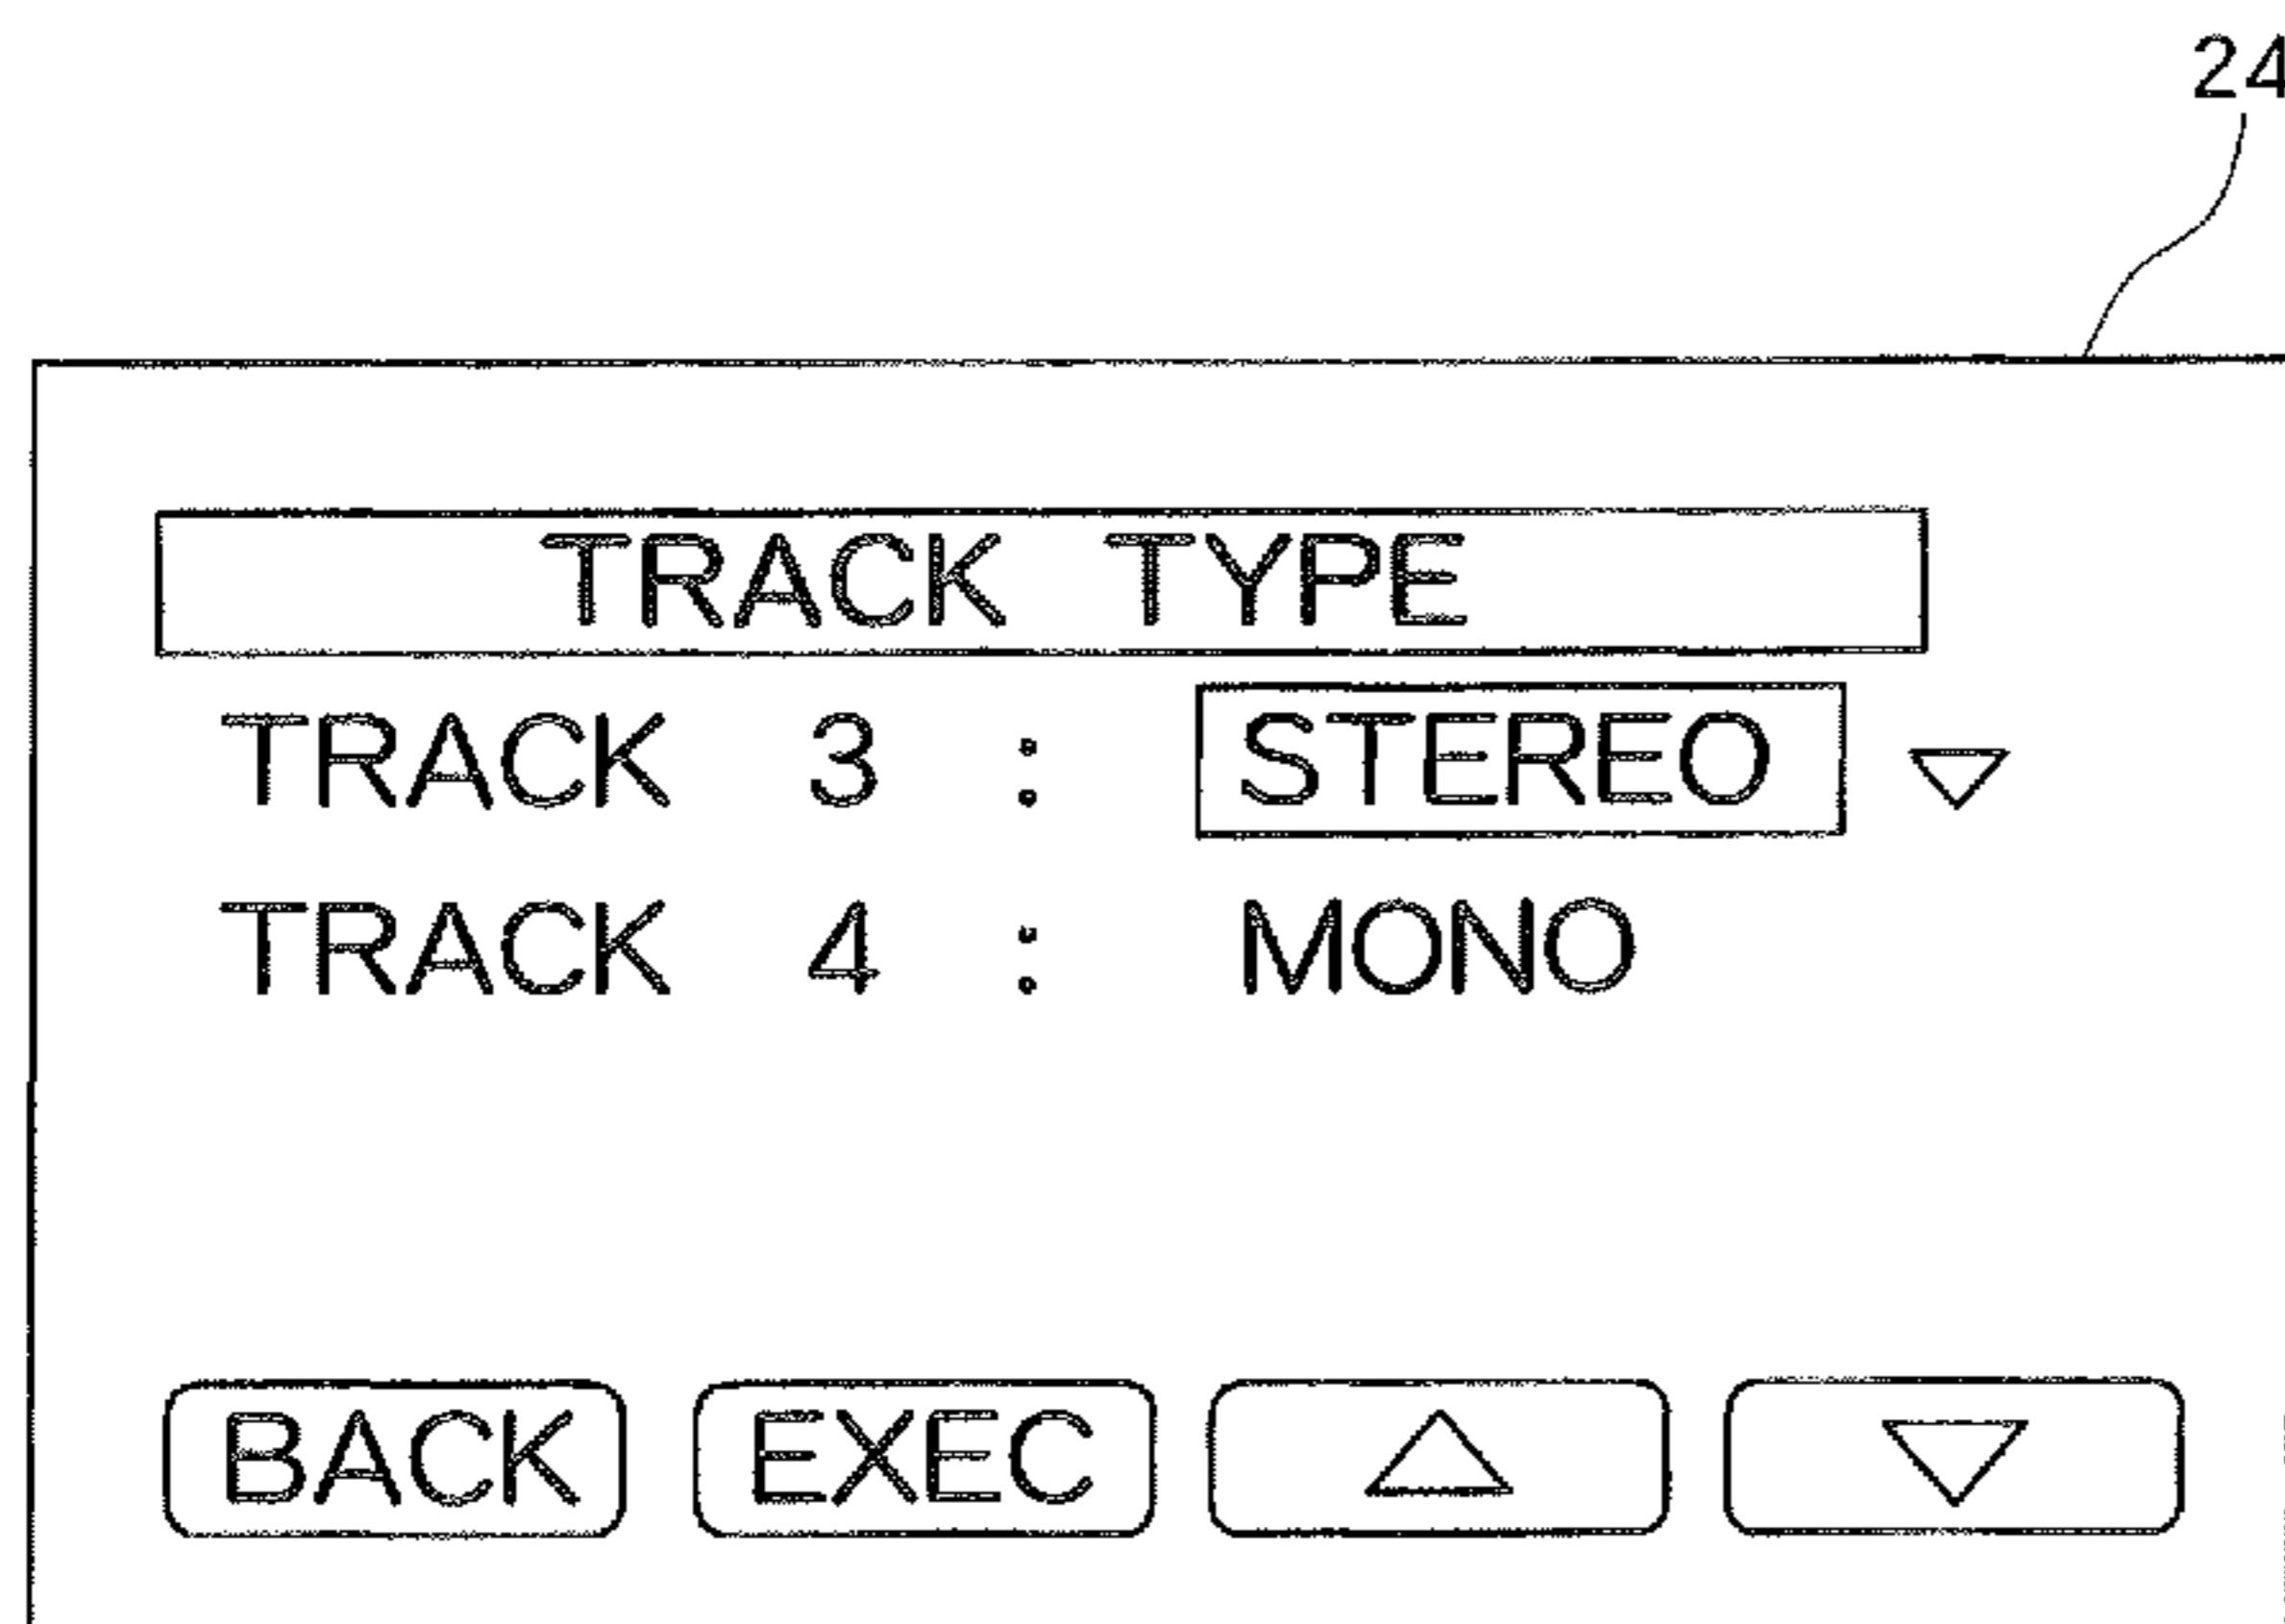 24
TRACK TYPE
TRACK 3 : STEREO ▽
TRACK 4 : MONO
BACK EXEC △ ▽